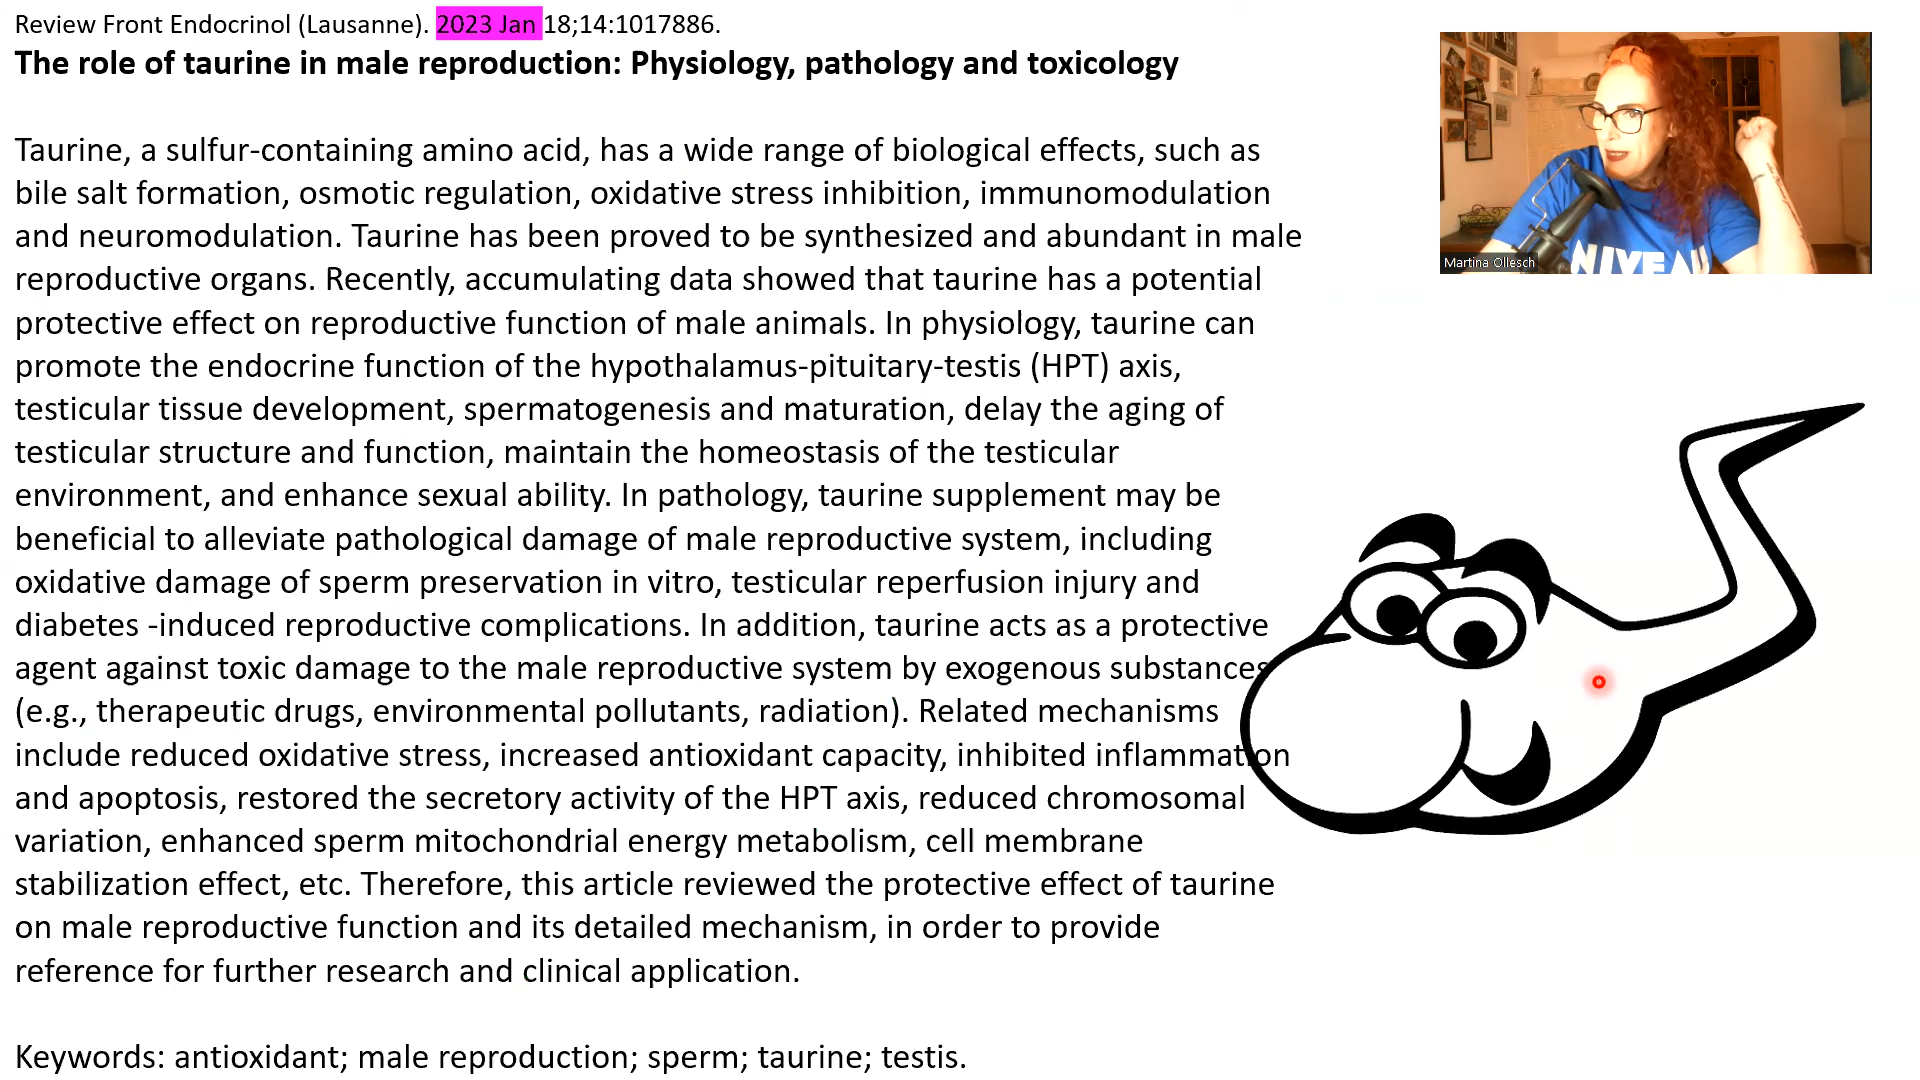 Review Front Endocrinol (Lausanne). 2023 Jan 18;14:1017886.
The role of taurine in male reproduction: Physiology, pathology and toxicology
Taurine, a sulfur-containing amino acid, has a wide range of biological effects, such as
bile salt formation, osmotic regulation, oxidative stress inhibition, immunomodulation
and neuromodulation. Taurine has been proved to be synthesized and abundant in male
reproductive organs. Recently, accumulating data showed that taurine has a potential
protective effect on reproductive function of male animals. In physiology, taurine can
promote the endocrine function of the hypothalamus-pituitary-testis (HPT) axis,
testicular tissue development, spermatogenesis and maturation, delay the aging of
testicular structure and function, maintain the homeostasis of the testicular
environment, and enhance sexual ability. In pathology, taurine supplement may be
beneficial to alleviate pathological damage of male reproductive system, including
oxidative damage of sperm preservation in vitro, testicular reperfusion injury and
diabetes -induced reproductive complications. In addition, taurine acts as a protective
agent against toxic damage to the male reproductive system by exogenous substances
(e.g., therapeutic drugs, environmental pollutants, radiation). Related mechanisms
include reduced oxidative stress, increased antioxidant capacity, inhibited inflammation
and apoptosis, restored the secretory activity of the HPT axis, reduced chromosomal
variation, enhanced sperm mitochondrial energy metabolism, cell membrane
stabilization effect, etc. Therefore, this article reviewed the protective effect of taurine
on male reproductive function and its detailed mechanism, in order to provide
reference for further research and clinical application.
Keywords: antioxidant; male reproduction; sperm; taurine; testis.
NIVEAU
Martina Ollesch